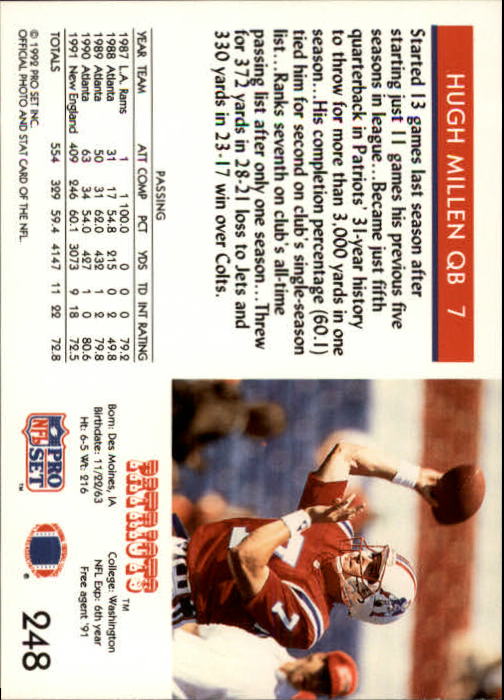 HUGH MILLEN QB 7
Started 13 games last season after
starting just 11 games his previous five
seasons in league...Became just fifth
quarterback in Patriots' 31-year history
to throw for more than 3,000 yards in one
season...His completion percentage (60.1)
tied him for second on club's single-season
list...Ranks seventh on club's all-time
passing list after only one season...Threw
for 372 yards in 28-21 loss to Jets and
330 yards in 23-17 win over Colts.
PASSING
YEAR TEAM ATT COMP PCT YDS TD INT RATING
1987 L.A. Rams 1 1 100.0 0 0 0 79.2
1988 Atlanta 31 17 54.8 215 0 2 49.8
1989 Atlanta 50 31 62.0 432 1 2 79.8
1990 Atlanta 63 34 54.0 427 1 0 80.6
1991 New England 409 246 60.1 3073 9 18 72.5
TOTALS 554 329 59.4 4147 11 22 72.8
© 1992 PRO SET INC.
OFFICIAL PHOTO AND STAT CARD OF THE NFL.
7
PATRIOTS™
Born: Des Moines, IA
Birthdate: 11/22/63
Ht: 6-5 Wt: 216
College: Washington
NFL Exp: 6th year
Free agent '91
PRO
NFL
SET
™
®
248